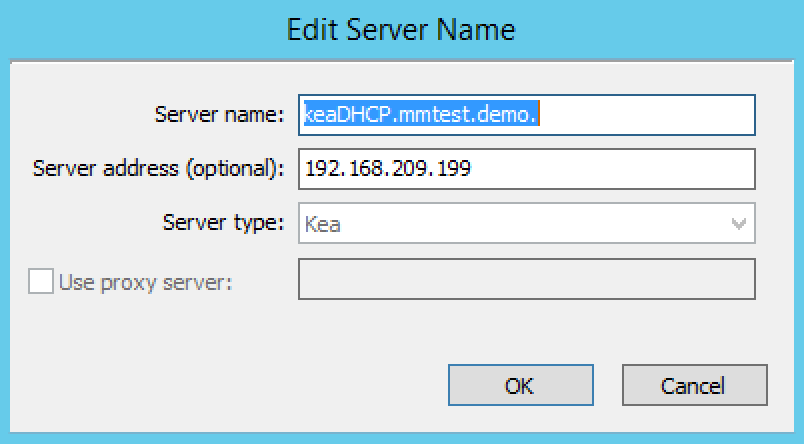 Edit Server Name
Server name: keaDHCP.mmtest.demo.
Server address (optional): 192.168.209.199
Server type: Kea
Use proxy server:
OK Cancel